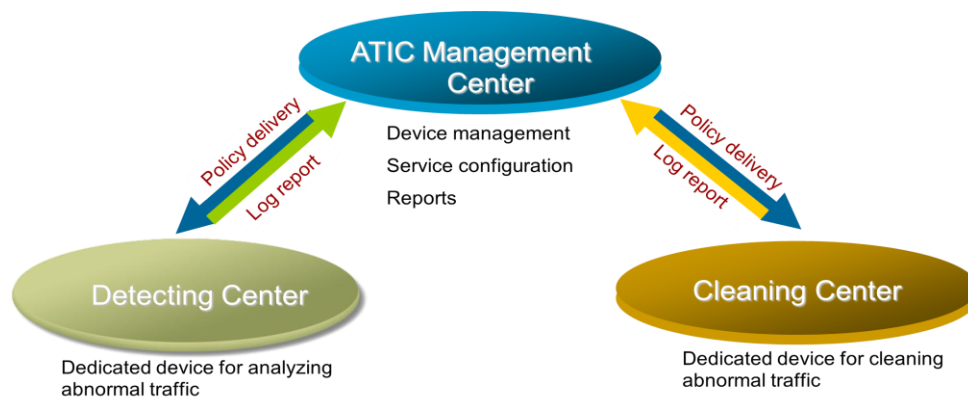 ATIC Management
Center
Policy delivery
Log report
Device management
Service configuration
Reports
Policy delivery
Log report
Detecting Center
Dedicated device for analyzing
abnormal traffic
Cleaning Center
Dedicated device for cleaning
abnormal traffic